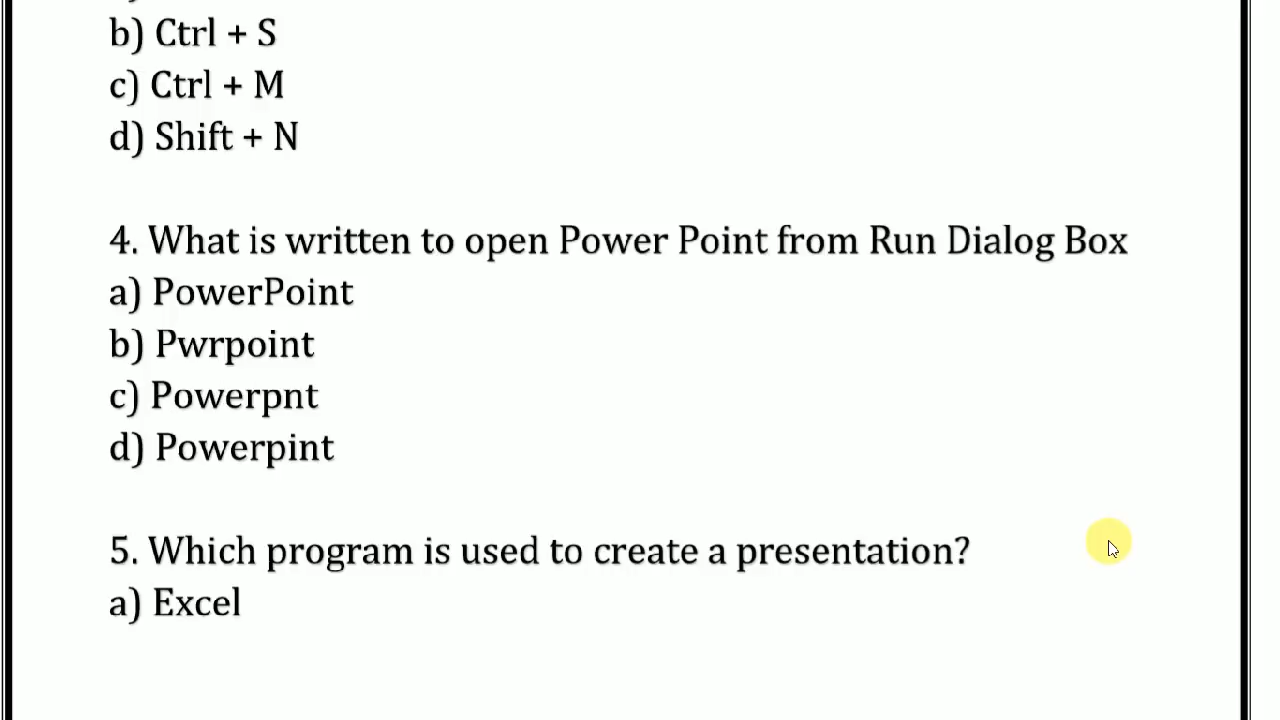 b) Ctrl + S
c) Ctrl + M
d) Shift + N
4. What is written to open Power Point from Run Dialog Box
a) PowerPoint
b) Pwrpoint
c) Powerpnt
d) Powerpint
5. Which program is used to create a presentation?
a) Excel